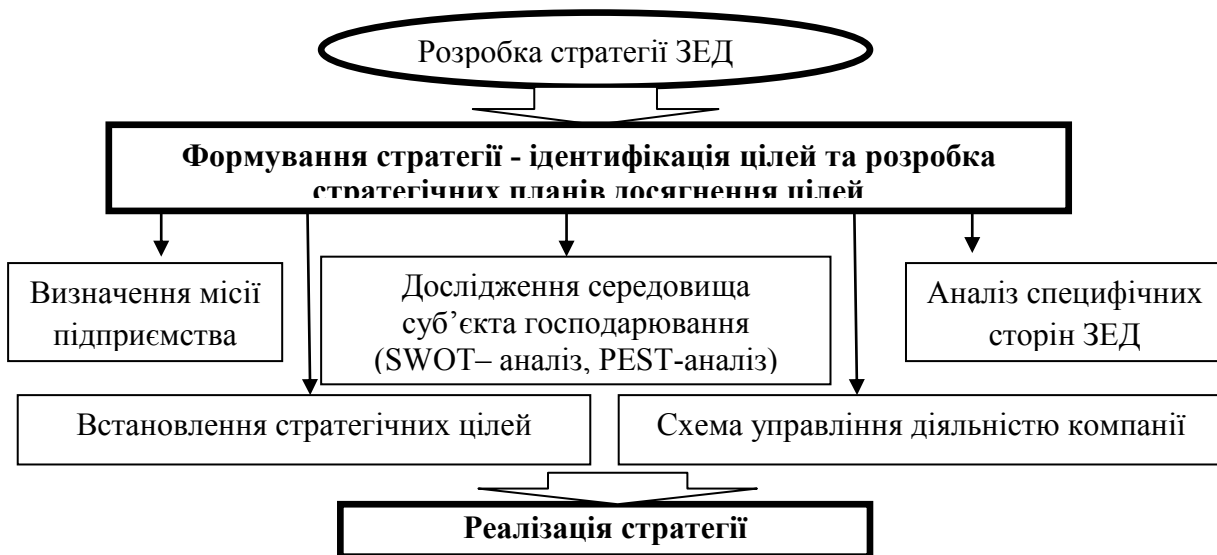 Розробка стратегії ЗЕД
Формування стратегії - ідентифікація цілей та розробка
стратегічних планів досягнення цілей
Визначення місії
підприємства
Дослідження середовища
суб’єкта господарювання
(SWOT– аналіз, PEST-аналіз)
Аналіз специфічних
сторін ЗЕД
Встановлення стратегічних цілей
Схема управління діяльністю компанії
Реалізація стратегії